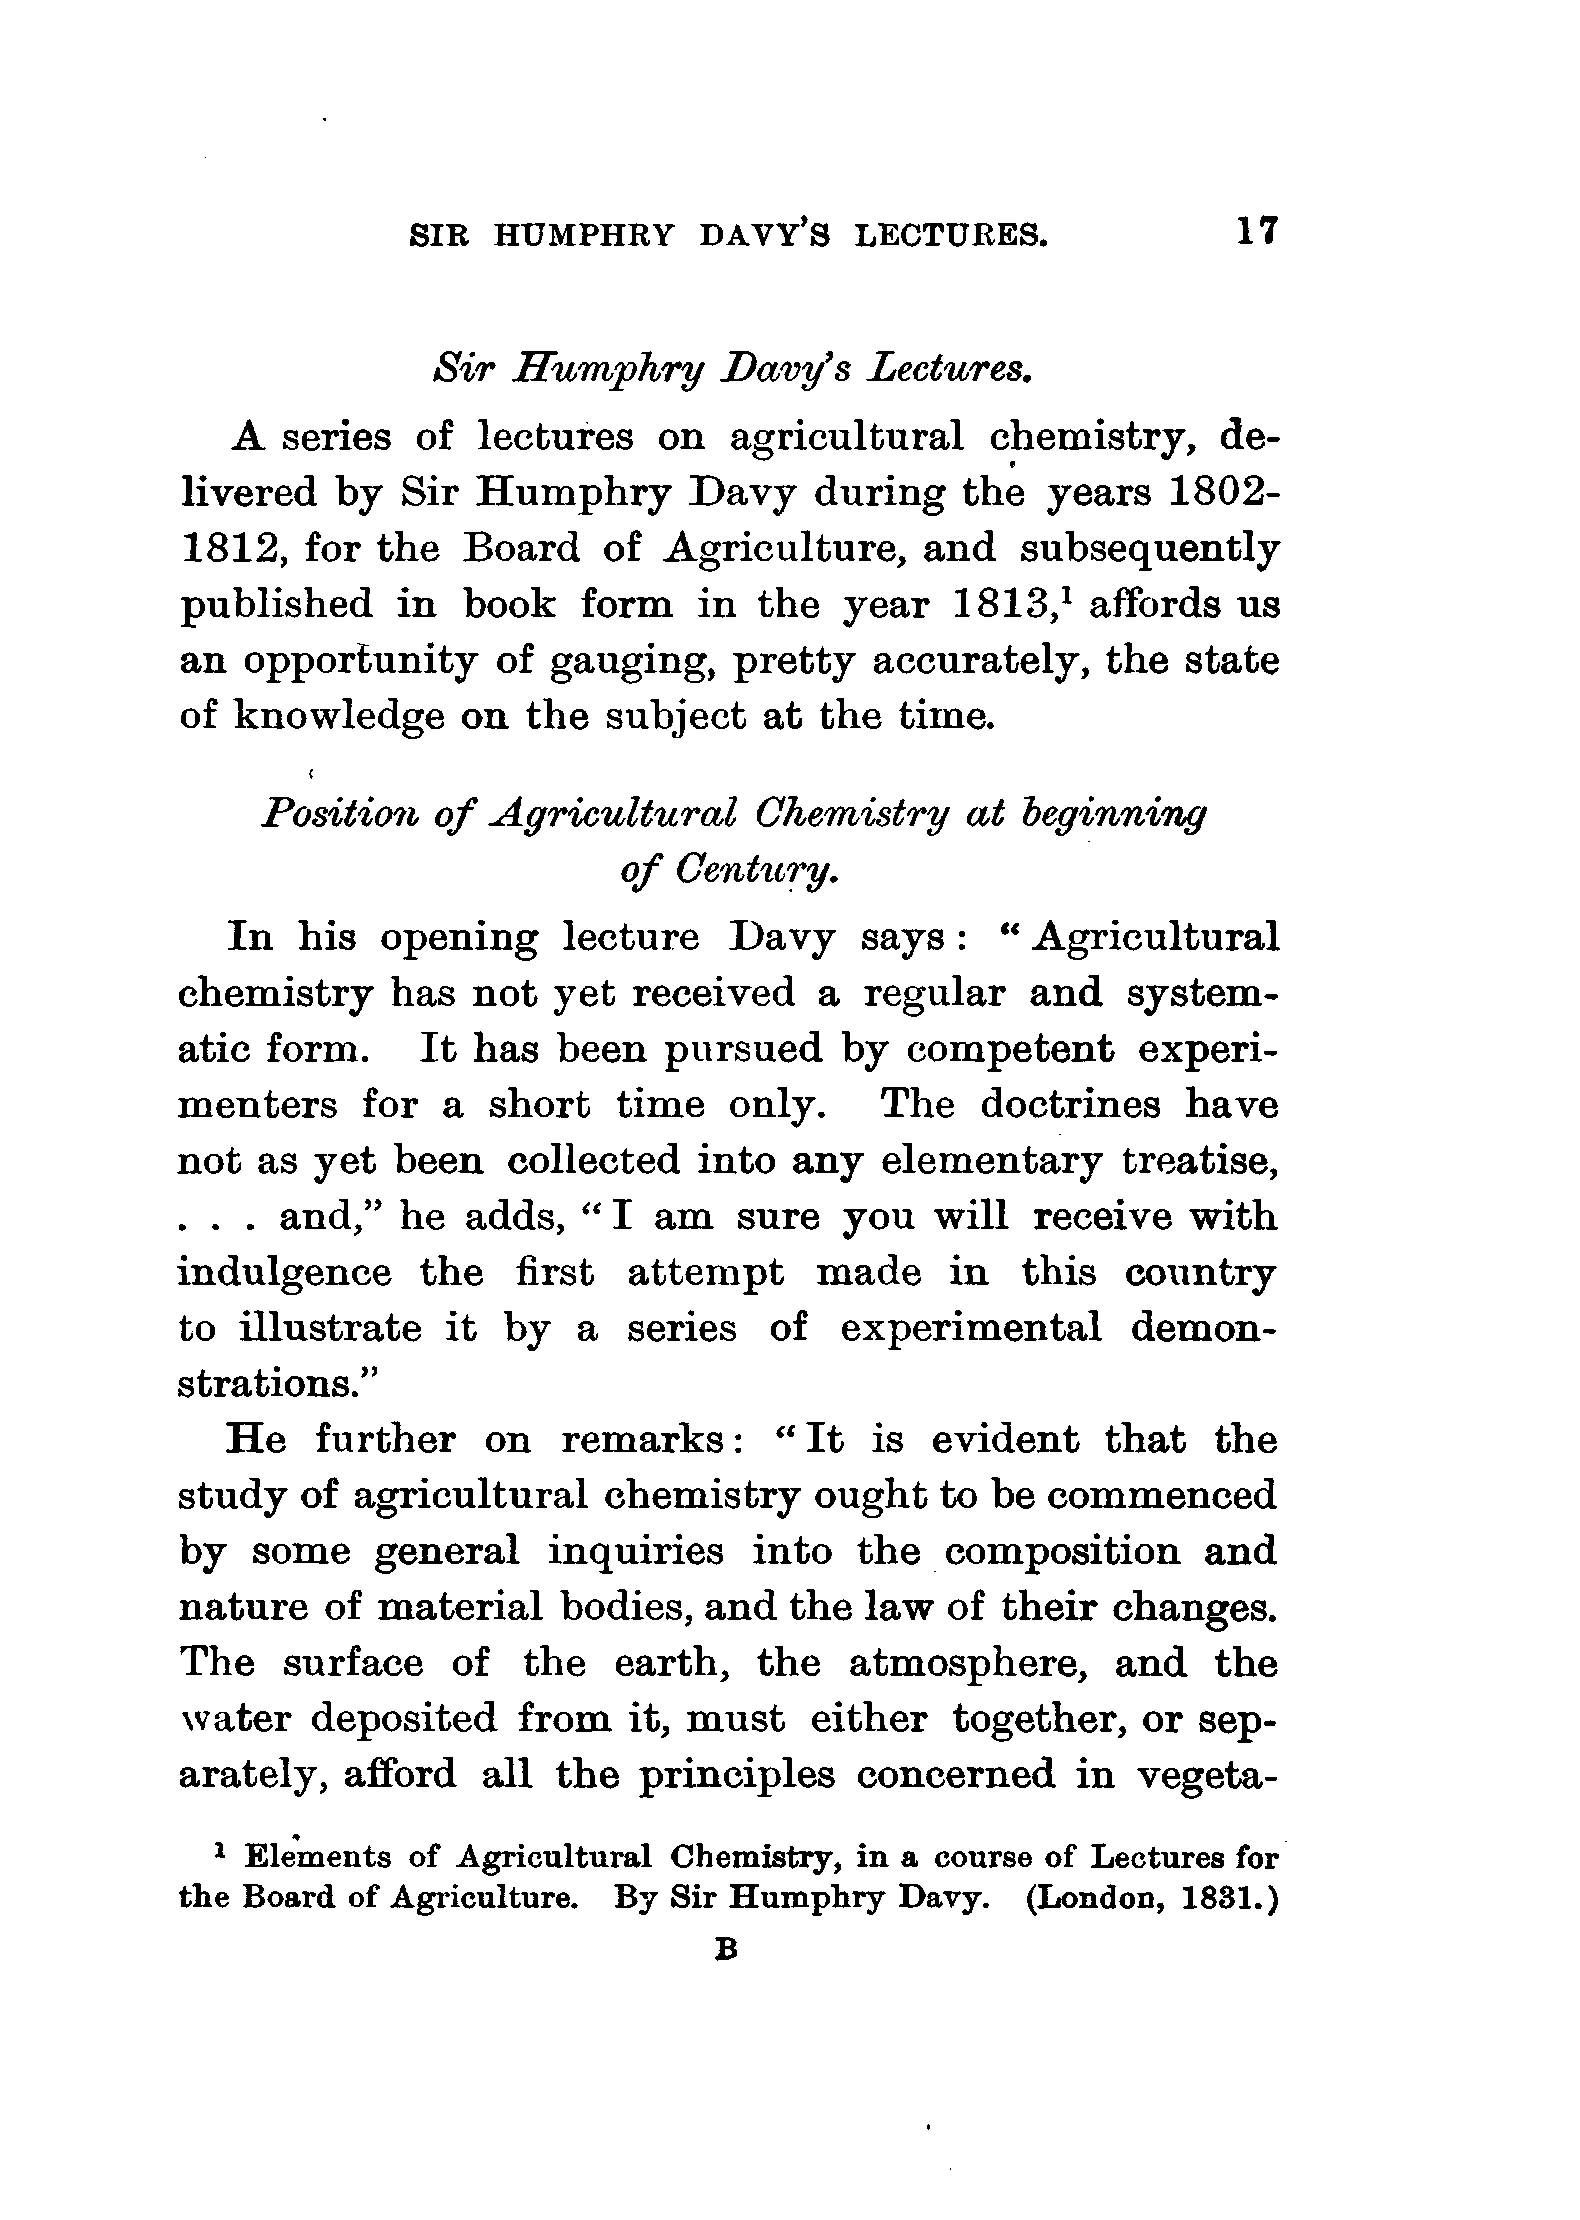 SIR HUMPHRY DAVY'S LECTURES. 17
Sir Humphry Davy's Lectures.
A series of lectures on agricultural chemistry, de-
livered by Sir Humphry Davy during the years 1802-
1812, for the Board of Agriculture, and subsequently
published in book form in the year 1813,¹ affords us
an opportunity of gauging, pretty accurately, the state
of knowledge on the subject at the time.
Position of Agricultural Chemistry at beginning
of Century.
In his opening lecture Davy says : “ Agricultural
chemistry has not yet received a regular and system-
atic form. It has been pursued by competent experi-
menters for a short time only. The doctrines have
not as yet been collected into any elementary treatise,
. . . and,” he adds, “ I am sure you will receive with
indulgence the first attempt made in this country
to illustrate it by a series of experimental demon-
strations.”
He further on remarks : “ It is evident that the
study of agricultural chemistry ought to be commenced
by some general inquiries into the composition and
nature of material bodies, and the law of their changes.
The surface of the earth, the atmosphere, and the
water deposited from it, must either together, or sep-
arately, afford all the principles concerned in vegeta-
¹ Elements of Agricultural Chemistry, in a course of Lectures for
the Board of Agriculture. By Sir Humphry Davy. (London, 1831.)
B